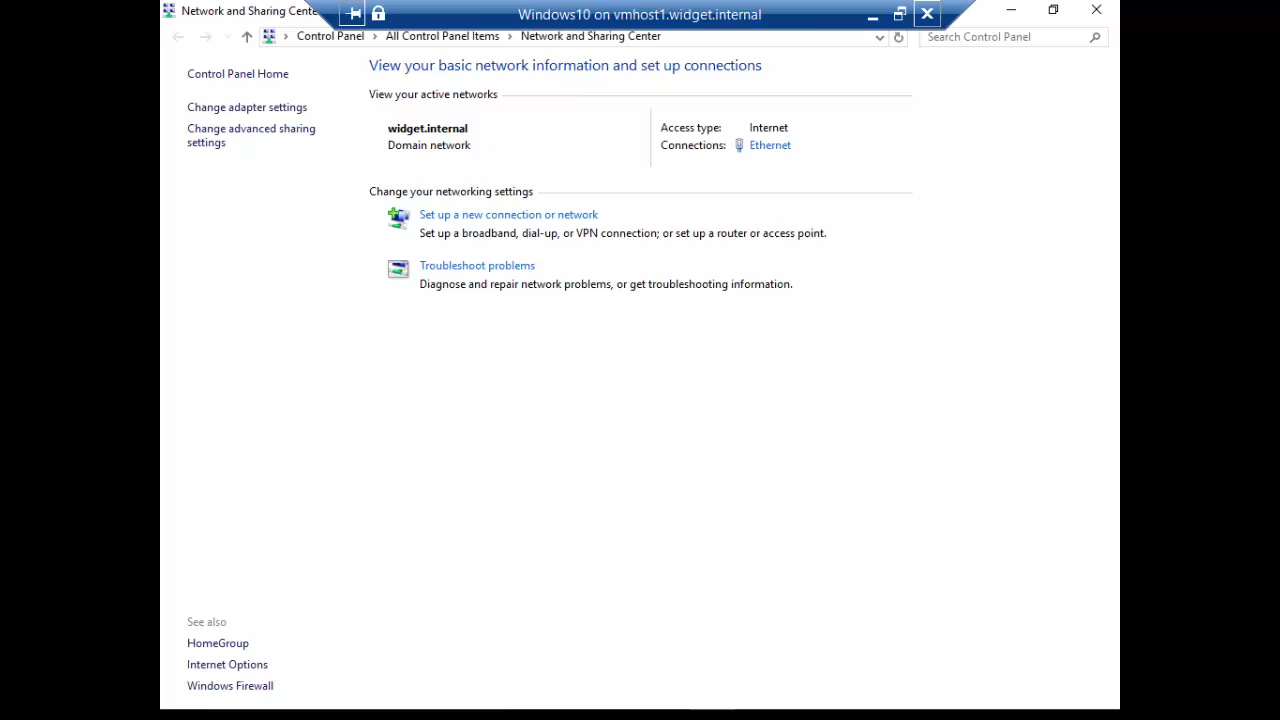 Network and Sharing Cente
Windows10 on vmhost1.widget.internal
Control Panel > All Control Panel Items > Network and Sharing Center
Search Control Panel
Control Panel Home
Change adapter settings
Change advanced sharing
settings
View your basic network information and set up connections
View your active networks
widget.internal
Domain network
Access type: Internet
Connections: Ethernet
Change your networking settings
Set up a new connection or network
Set up a broadband, dial-up, or VPN connection; or set up a router or access point.
Troubleshoot problems
Diagnose and repair network problems, or get troubleshooting information.
See also
HomeGroup
Internet Options
Windows Firewall